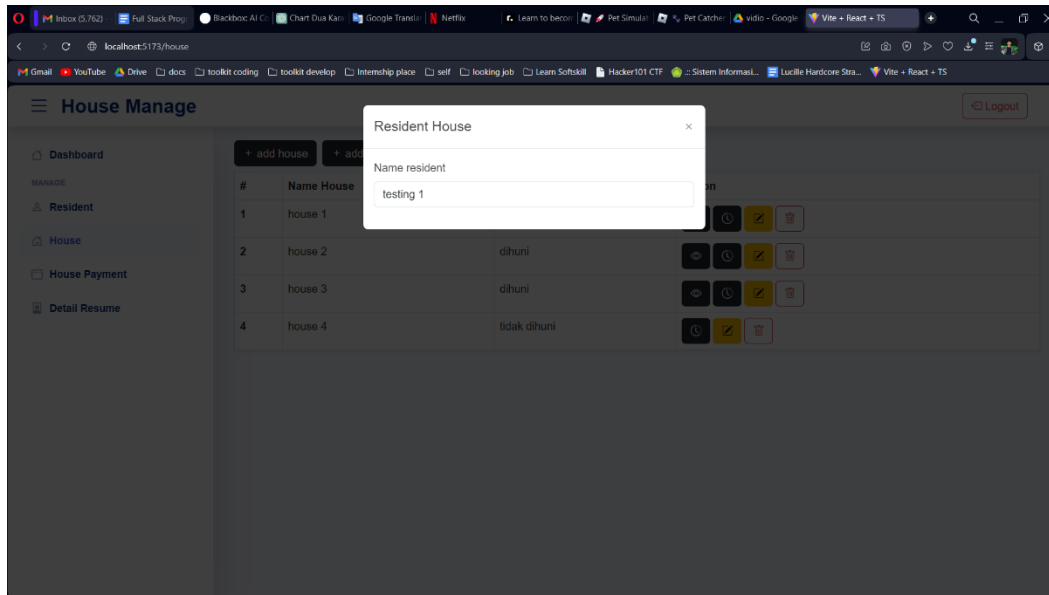 Inbox (5,762)
Full Stack Prog
Blackbox: AI Co
Chart Dua Kara
Google Translat
Netflix
r. Learn to becom
Pet Simulat
Pet Catcher
vidio - Google
Vite + React + TS
localhost:5173/house
Gmail
YouTube
Drive
docs
toolkit coding
toolkit develop
Internship place
self
looking job
Learn Softskill
Hacker101 CTF
.:: Sistem Informasi...
Lucille Hardcore Stra...
Vite + React + TS
House Manage
Logout
Resident House
×
Name resident
testing 1
Dashboard
MANAGE
Resident
House
House Payment
Detail Resume
+ add house
+ add
# Name House
1 house 1
2 house 2 dihuni
3 house 3 dihuni
4 house 4 tidak dihuni